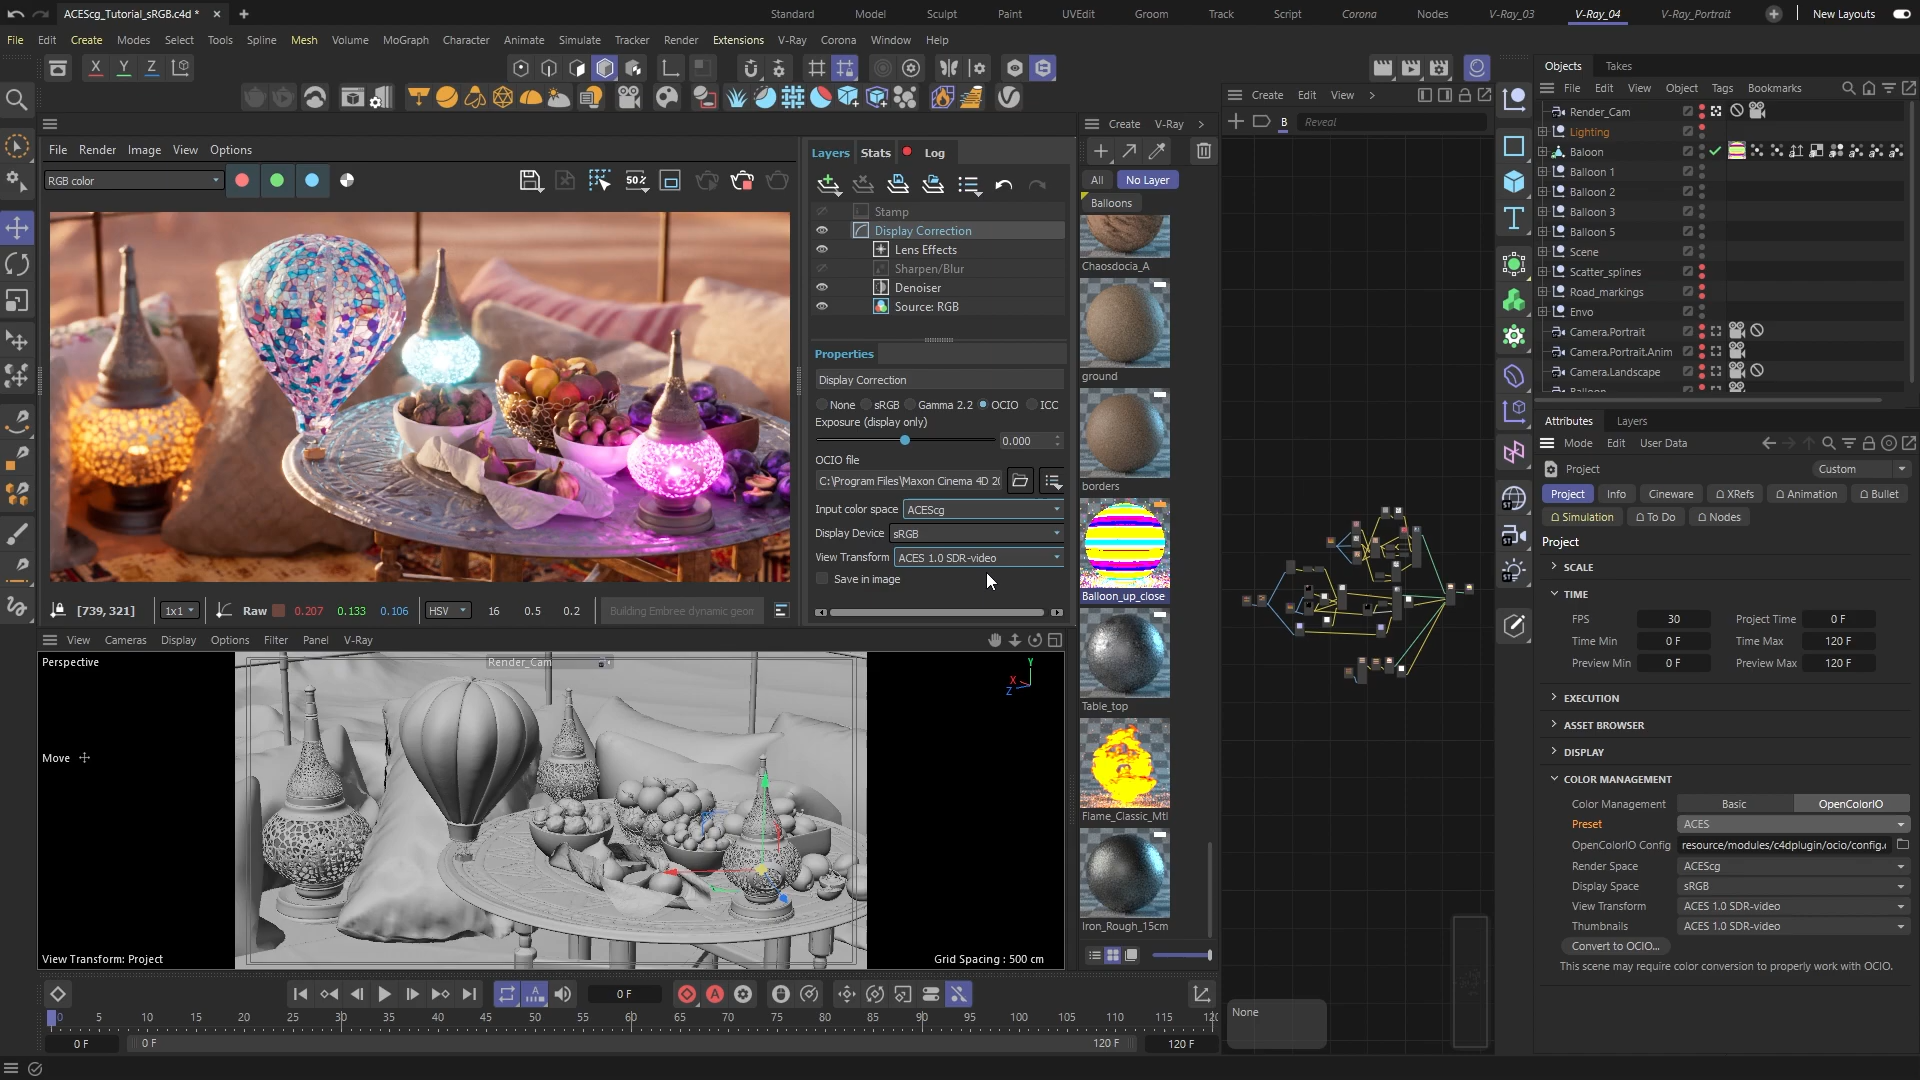 ACEScg_Tutorial_sRGB.c4d *
Standard Model Sculpt Paint UVEdit Groom Track Script Corona Nodes V-Ray_03 V-Ray_04 V-Ray_Portrait New Layouts
File Edit Create Modes Select Tools Spline Mesh Volume MoGraph Character Animate Simulate Tracker Render Extensions V-Ray Corona Window Help
X Y Z
File Render Image View Options
RGB color
50%
Layers Stats Log
Stamp
Display Correction
Lens Effects
Sharpen/Blur
Denoiser
Source: RGB
Properties
Display Correction
None sRGB Gamma 2.2 OCIO ICC
Exposure (display only)
0.000
OCIO file
C:\Program Files\Maxon Cinema 4D 20
Input color space ACEScg
Display Device sRGB
View Transform ACES 1.0 SDR-video
Save in image
[739, 321] 1x1 Raw 0.207 0.133 0.106 HSV 16 0.5 0.2 Building Embree dynamic geon
View Cameras Display Options Filter Panel V-Ray
Perspective
Render_Cam
Y
X
Z
Move
View Transform: Project
Grid Spacing : 500 cm
Create V-Ray
All No Layer
Balloons
Chaosdocia_A
ground
borders
Balloon_up_close
Table_top
Flame_Classic_Mtl
Iron_Rough_15cm
Create Edit View
B Reveal
None
0 F
0 5 10 15 20 25 30 35 40 45 50 55 60 65 70 75 80 85 90 95 100 105 110 115 120
0 F 0 F 120 F 120 F
Objects Takes
File Edit View Object Tags Bookmarks
Render_Cam
Lighting
Baloon
Balloon 1
Balloon 2
Balloon 3
Balloon 5
Scene
Scatter_splines
Road_markings
Envo
Camera.Portrait
Camera.Portrait.Anim
Camera.Landscape
Attributes Layers
Mode Edit User Data
Project Custom
Project Info Cineware XRefs Animation Bullet
Simulation To Do Nodes
Project
SCALE
TIME
FPS 30 Project Time 0 F
Time Min 0 F Time Max 120 F
Preview Min 0 F Preview Max 120 F
EXECUTION
ASSET BROWSER
DISPLAY
COLOR MANAGEMENT
Color Management Basic OpenColorIO
Preset ACES
OpenColorIO Config resource/modules/c4dplugin/ocio/config.
Render Space ACEScg
Display Space sRGB
View Transform ACES 1.0 SDR-video
Thumbnails ACES 1.0 SDR-video
Convert to OCIO...
This scene may require color conversion to properly work with OCIO.